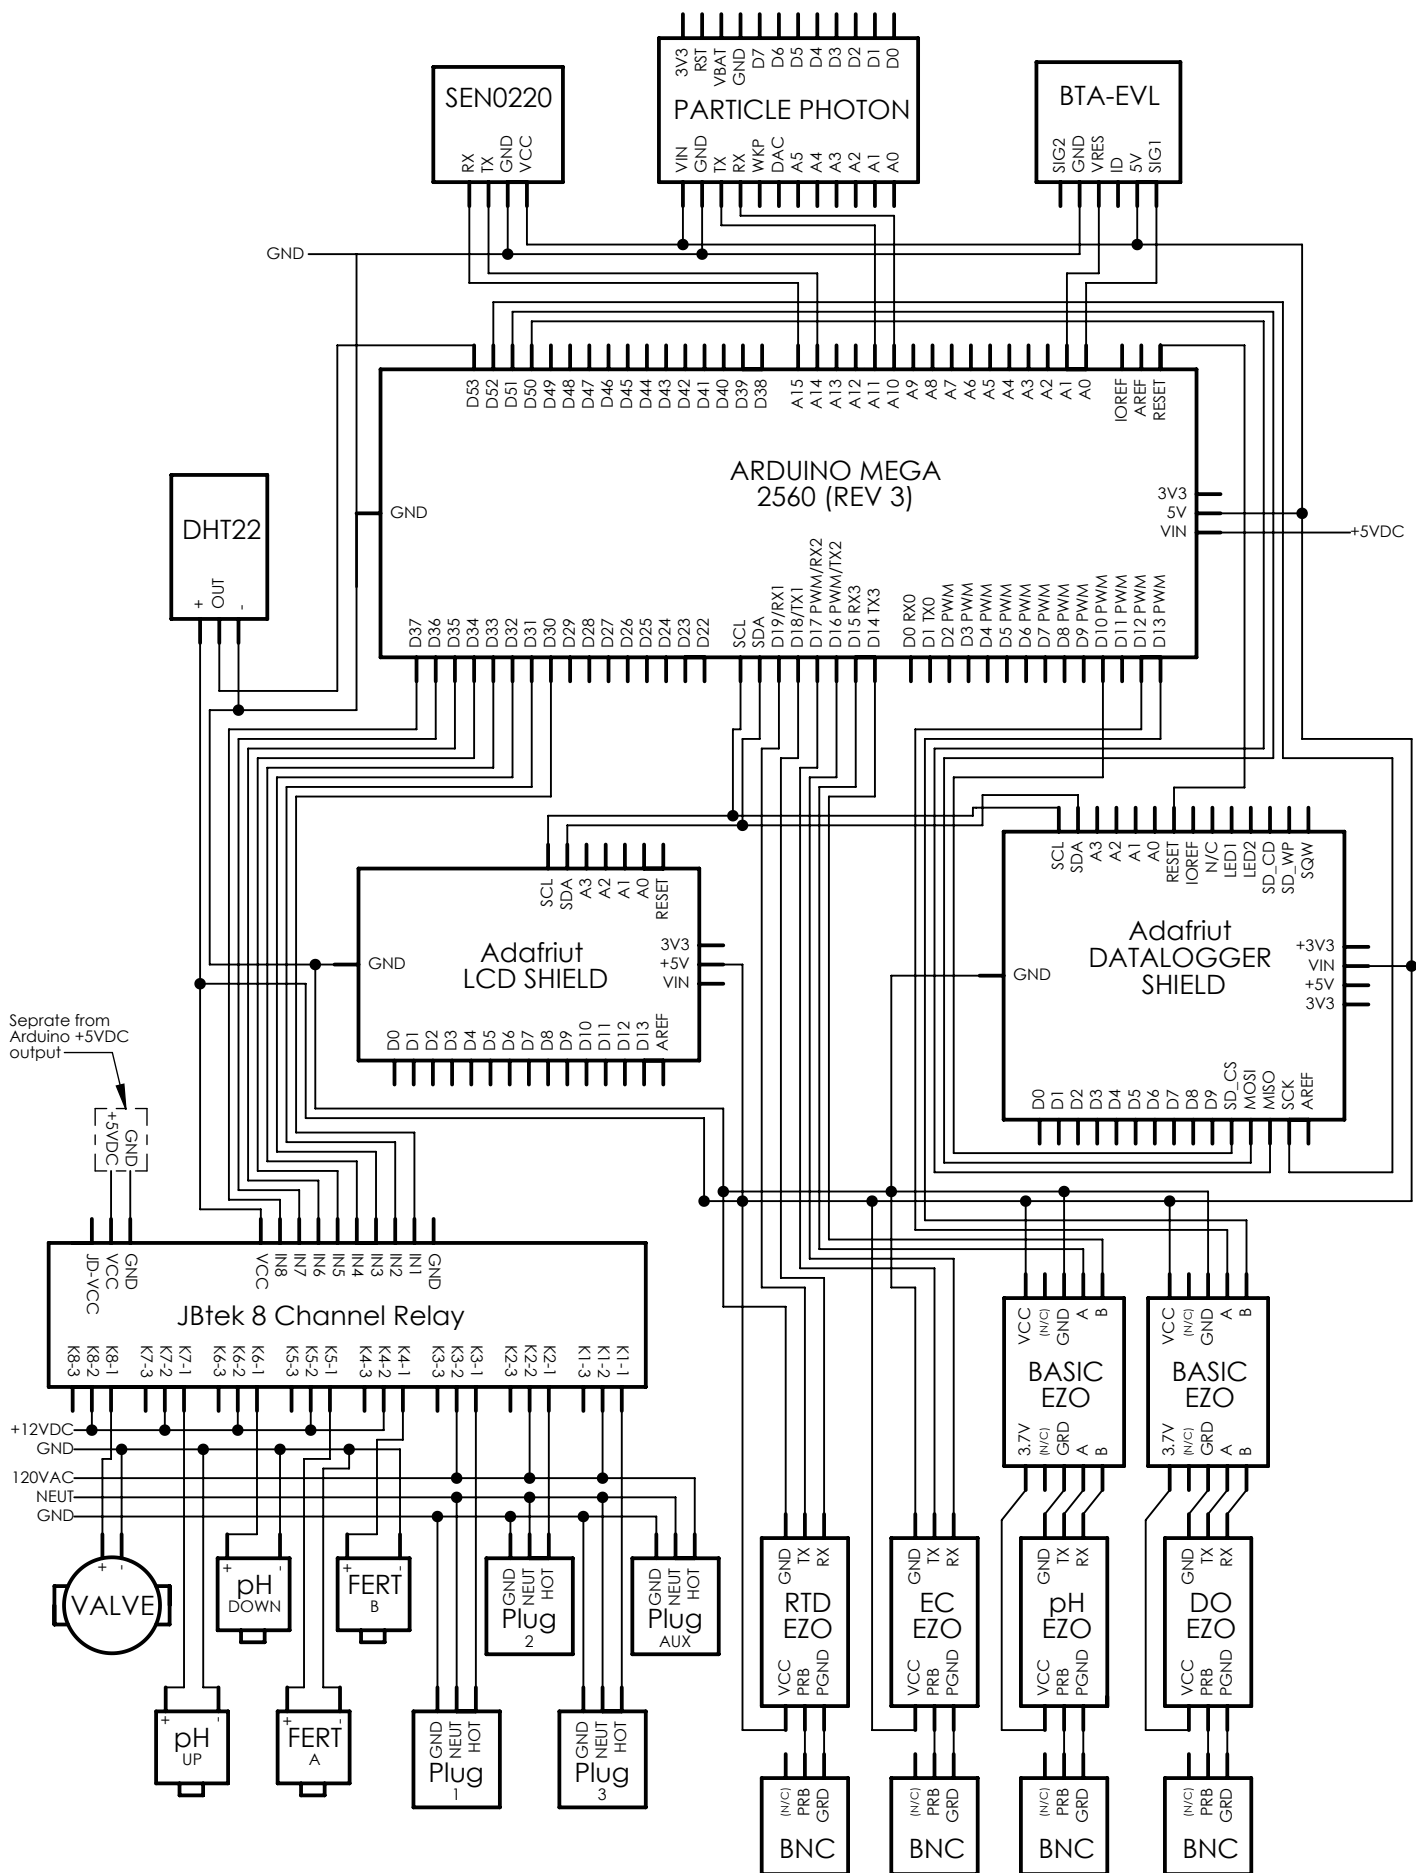 3V3
RST
VBAT
GND
D7
D6
D5
D4
D3
D2
D1
D0
PARTICLE PHOTON
VIN
GND
TX
RX
WKP
DAC
A5
A4
A3
A2
A1
A0
SEN0220
RX
TX
GND
VCC
BTA-EVL
SIG2
GND
VRES
ID
5V
SIG1
GND
D53
D52
D51
D50
D49
D48
D47
D46
D45
D44
D43
D42
D41
D40
D39
D38
A15
A14
A13
A12
A11
A10
A9
A8
A7
A6
A5
A4
A3
A2
A1
A0
IOREF
AREF
RESET
ARDUINO MEGA
2560 (REV 3)
GND
3V3
5V
VIN
+5VDC
D37
D36
D35
D34
D33
D32
D31
D30
D29
D28
D27
D26
D25
D24
D23
D22
SCL
SDA
D19/RX1
D18/TX1
D17 PWM/RX2
D16 PWM/TX2
D15 RX3
D14 TX3
D0 RX0
D1 TX0
D2 PWM
D3 PWM
D4 PWM
D5 PWM
D6 PWM
D7 PWM
D8 PWM
D9 PWM
D10 PWM
D11 PWM
D12 PWM
D13 PWM
DHT22
+
OUT
-
SCL
SDA
A3
A2
A1
A0
RESET
Adafriut
LCD SHIELD
GND
3V3
+5V
VIN
D0
D1
D2
D3
D4
D5
D6
D7
D8
D9
D10
D11
D12
D13
AREF
SCL
SDA
A3
A2
A1
A0
RESET
IOREF
N/C
LED1
LED2
SD_CD
SD_WP
SQW
Adafriut
DATALOGGER
SHIELD
GND
+3V3
VIN
+5V
3V3
D0
D1
D2
D3
D4
D5
D6
D7
D8
D9
SD_CS
MOSI
MISO
SCK
AREF
Seprate from
Arduino +5VDC
output
+5VDC
GND
JD-VCC
VCC
GND
VCC
IN8
IN7
IN6
IN5
IN4
IN3
IN2
IN1
GND
JBtek 8 Channel Relay
K8-3
K8-2
K8-1
K7-3
K7-2
K7-1
K6-3
K6-2
K6-1
K5-3
K5-2
K5-1
K4-3
K4-2
K4-1
K3-3
K3-2
K3-1
K2-3
K2-2
K2-1
K1-3
K1-2
K1-1
+12VDC
GND
120VAC
NEUT
GND
+
-
VALVE
+
-
pH
DOWN
+
-
FERT
B
GND
NEUT
HOT
Plug
2
GND
NEUT
HOT
Plug
AUX
+
-
pH
UP
+
-
FERT
A
GND
NEUT
HOT
Plug
1
GND
NEUT
HOT
Plug
3
VCC
(N/C)
GND
A
B
BASIC
EZO
3.7V
(N/C)
GRD
A
B
VCC
(N/C)
GND
A
B
BASIC
EZO
3.7V
(N/C)
GRD
A
B
GND
TX
RX
RTD
EZO
VCC
PRB
PGND
GND
TX
RX
EC
EZO
VCC
PRB
PGND
GND
TX
RX
pH
EZO
VCC
PRB
PGND
GND
TX
RX
DO
EZO
VCC
PRB
PGND
(N/C)
PRB
GRD
BNC
(N/C)
PRB
GRD
BNC
(N/C)
PRB
GRD
BNC
(N/C)
PRB
GRD
BNC